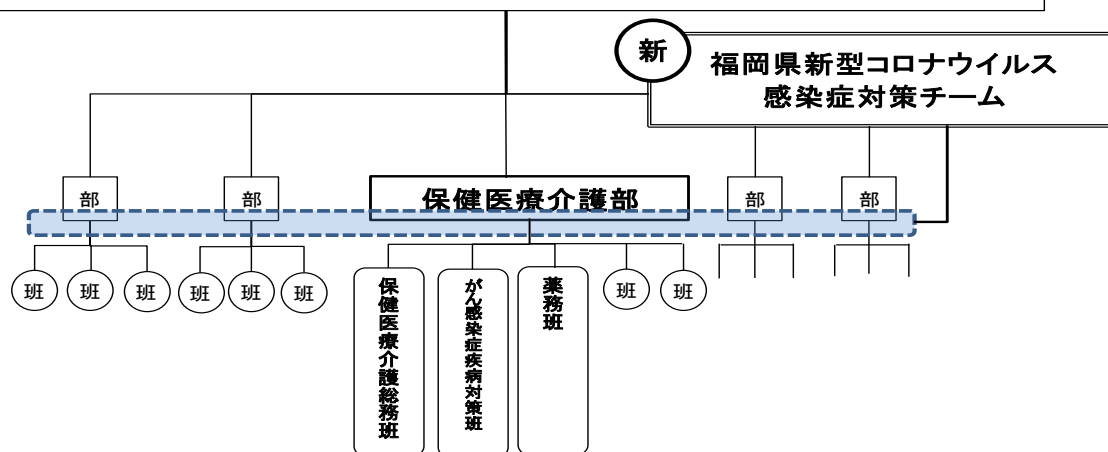 新
福岡県新型コロナウイルス
感染症対策チーム
部
部
保健医療介護部
部
部
班
班
班
班
班
班
保健医療介護総務班
がん感染症疾病対策班
薬務班
班
班